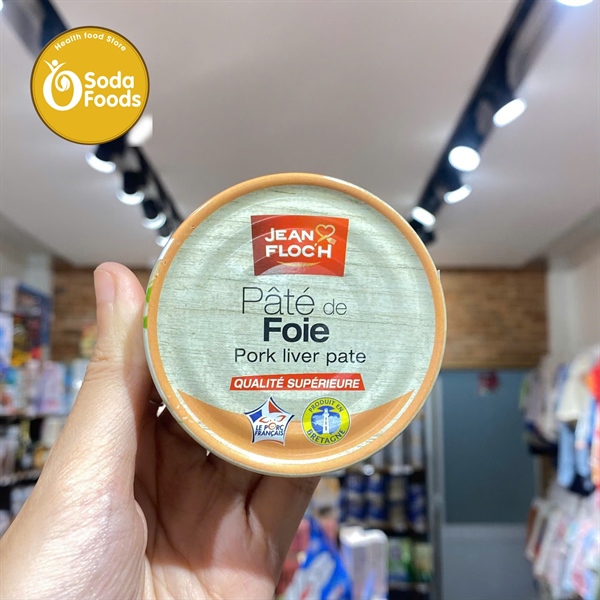 Health food Store
Soda
Foods
JEAN
FLOC'H
Pâté de
Foie
Pork liver pate
QUALITÉ SUPÉRIEURE
LE PORC
FRANÇAIS
PRODUIT EN
BRETAGNE